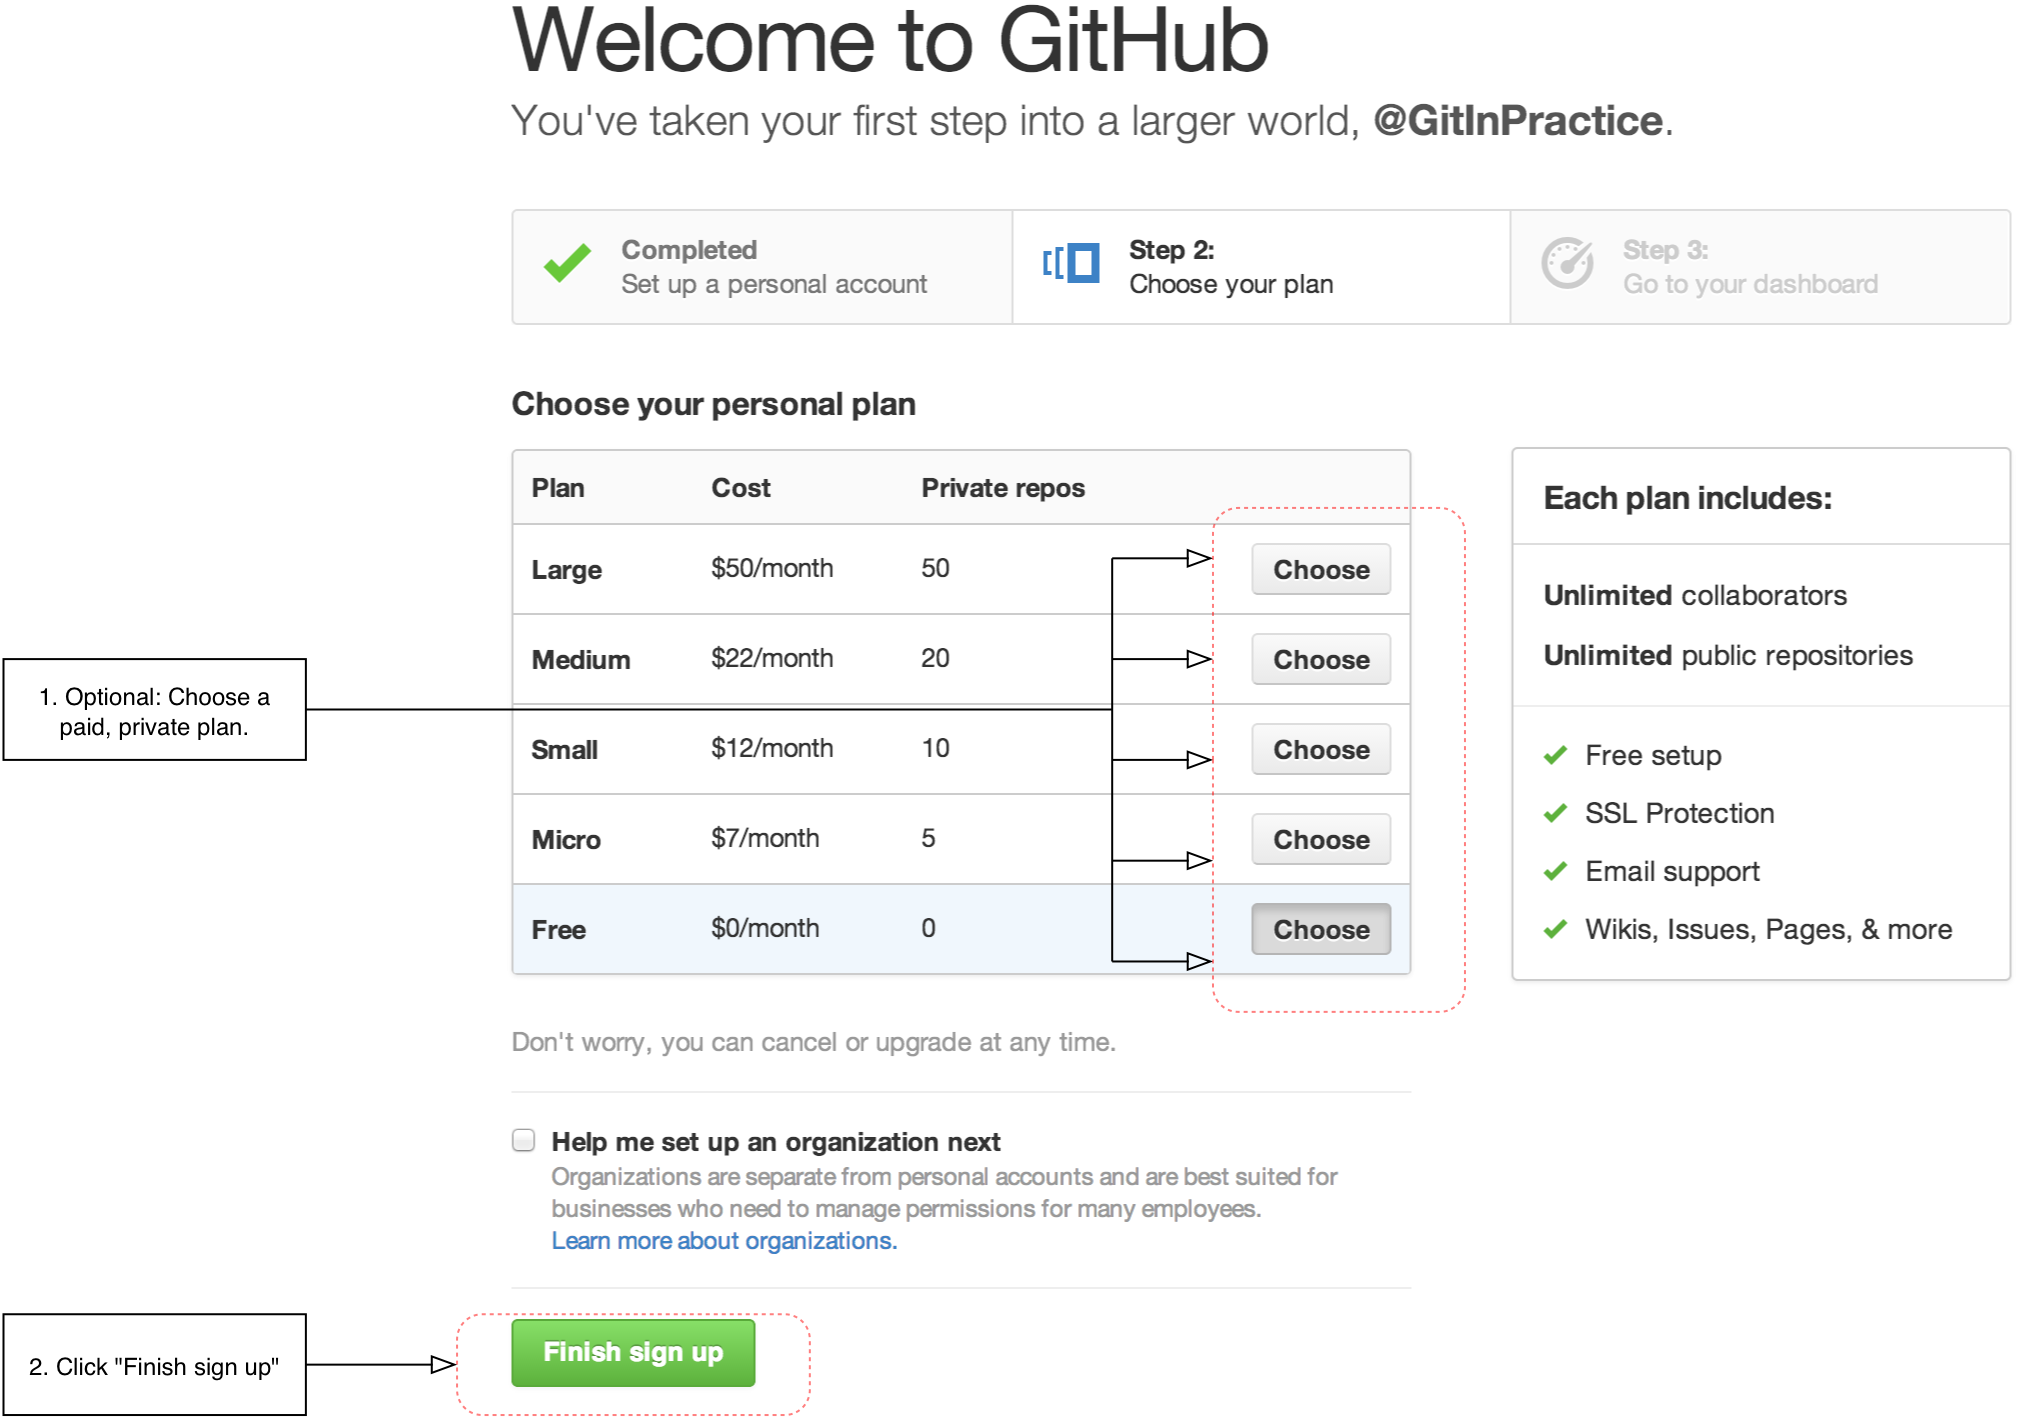 Welcome to GitHub
You've taken your first step into a larger world, @GitInPractice.
Completed
Set up a personal account
Step 2:
Choose your plan
Step 3:
Go to your dashboard
Choose your personal plan
Plan Cost Private repos
Large $50/month 50 Choose
Medium $22/month 20 Choose
Small $12/month 10 Choose
Micro $7/month 5 Choose
Free $0/month 0 Choose
Each plan includes:
Unlimited collaborators
Unlimited public repositories
Free setup
SSL Protection
Email support
Wikis, Issues, Pages, & more
1. Optional: Choose a
paid, private plan.
Don't worry, you can cancel or upgrade at any time.
Help me set up an organization next
Organizations are separate from personal accounts and are best suited for
businesses who need to manage permissions for many employees.
Learn more about organizations.
2. Click "Finish sign up"
Finish sign up